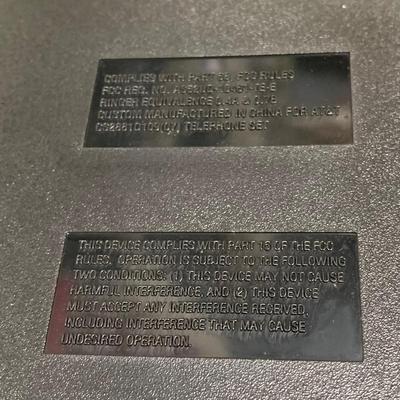 COMPLIES WITH PART 68, FCC RULES
FCC REG. NO.
RINGER EQUIVALENCE
CUSTOM MANUFACTURED IN CHINA FOR AT&T
TELEPHONE SET
THIS DEVICE COMPLIES WITH PART 15 OF THE FCC
RULES. OPERATION IS SUBJECT TO THE FOLLOWING
TWO CONDITIONS: (1) THIS DEVICE MAY NOT CAUSE
HARMFUL INTERFERENCE, AND (2) THIS DEVICE
MUST ACCEPT ANY INTERFERENCE RECEIVED,
INCLUDING INTERFERENCE THAT MAY CAUSE
UNDESIRED OPERATION.